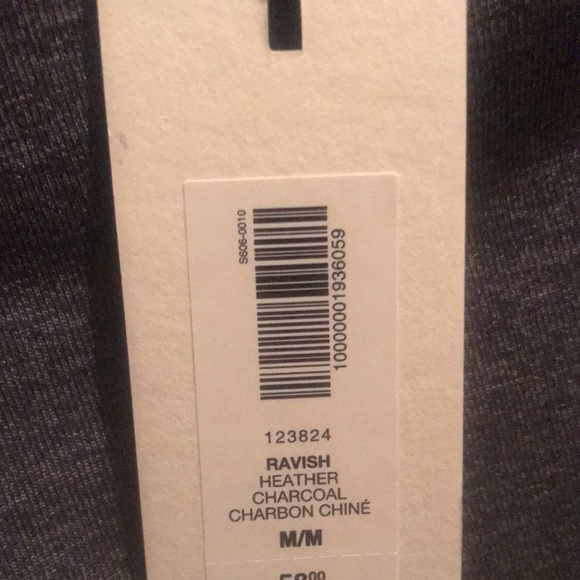 S606-0010
10000001936059
123824
RAVISH
HEATHER
CHARCOAL
CHARBON CHINÉ
M/M